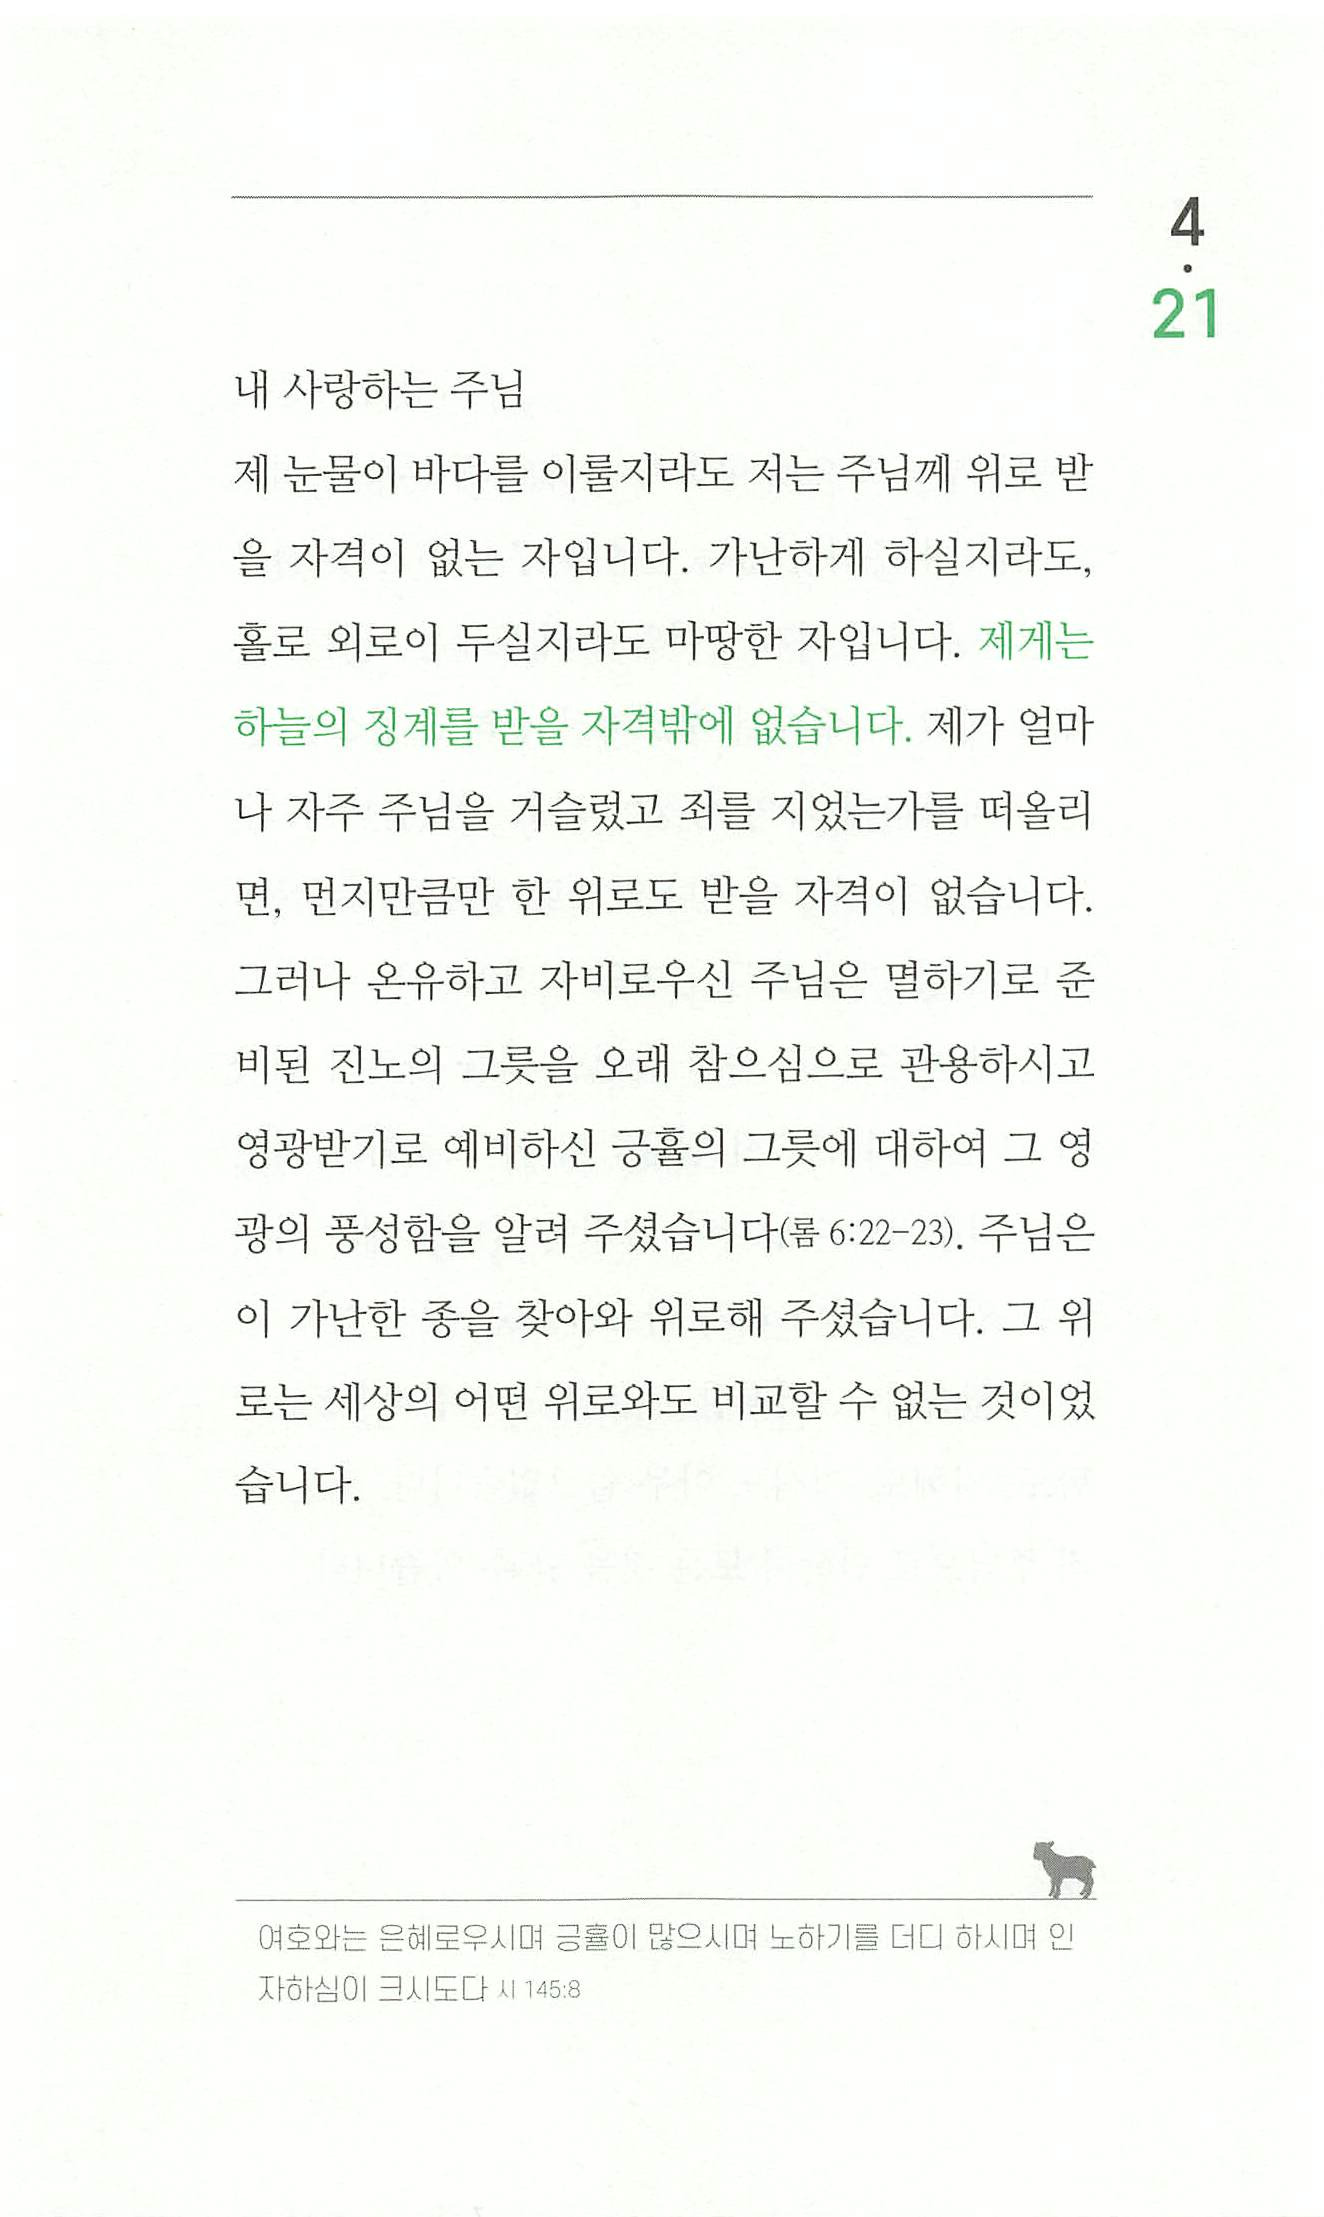 4
·
21
내 사랑하는 주님
제 눈물이 바다를 이룰지라도 저는 주님께 위로 받
을 자격이 없는 자입니다. 가난하게 하실지라도,
홀로 외로이 두실지라도 마땅한 자입니다. 제게는
하늘의 징계를 받을 자격밖에 없습니다. 제가 얼마
나 자주 주님을 거슬렀고 죄를 지었는가를 떠올리
면, 먼지만큼만 한 위로도 받을 자격이 없습니다.
그러나 온유하고 자비로우신 주님은 멸하기로 준
비된 진노의 그릇을 오래 참으심으로 관용하시고
영광받기로 예비하신 긍휼의 그릇에 대하여 그 영
광의 풍성함을 알려 주셨습니다(롬 6:22-23). 주님은
이 가난한 종을 찾아와 위로해 주셨습니다. 그 위
로는 세상의 어떤 위로와도 비교할 수 없는 것이었
습니다.
여호와는 은혜로우시며 긍휼이 많으시며 노하기를 더디 하시며 인
자하심이 크시도다 시 145:8